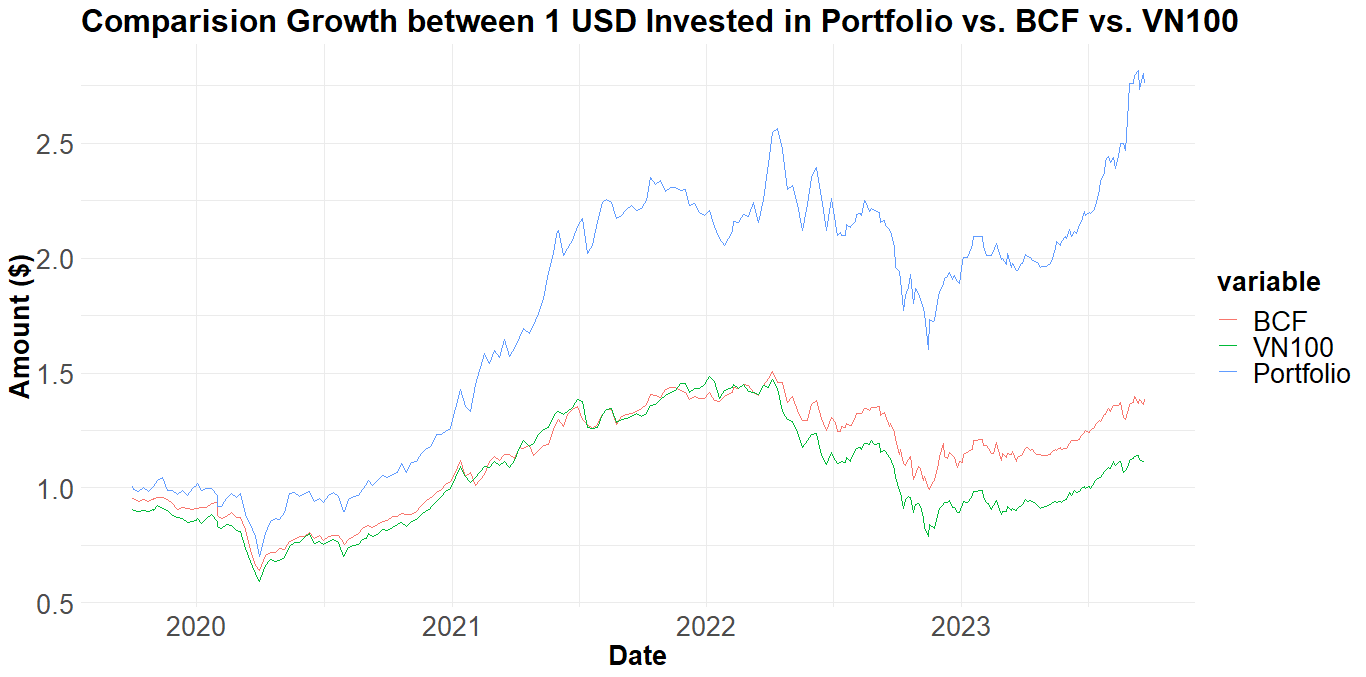 Comparision Growth between 1 USD Invested in Portfolio vs. BCF vs. VN100
Amount ($)
2.5
2.0
1.5
1.0
0.5
2020
2021
2022
2023
Date
variable
BCF
VN100
Portfolio